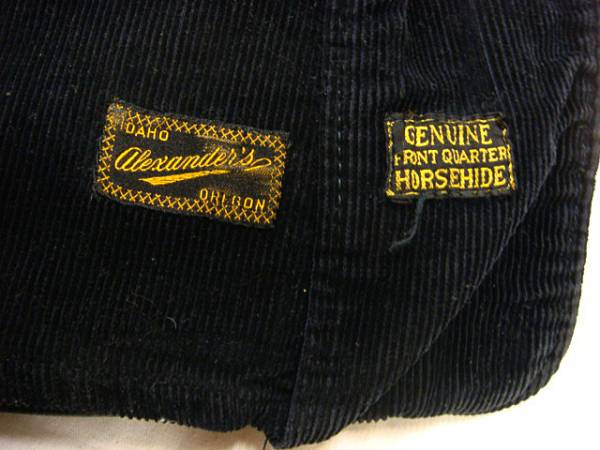 IDAHO
Alexander's
OREGON
GENUINE
FRONT QUARTER
HORSEHIDE